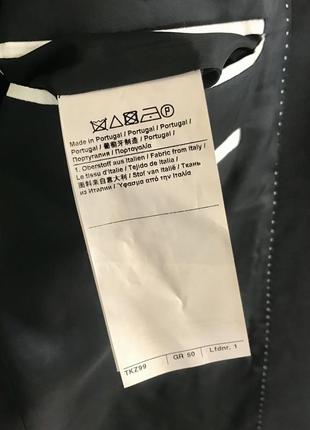 P
Made in Portugal / Portugal / Portugal
Portugal / 葡萄牙制造 / Portugal /
Португалия / Πορτογαλία
1. Oberstoff aus Italien / Fabric from Italy /
Le tissu d'Italie / Tejido de Italia /
面料来自意大利 / Stof van Italië / Ткань
из Италии / Ύφασμα από την Ιταλία
TKZ99 GR 50 Lfdnr. 1